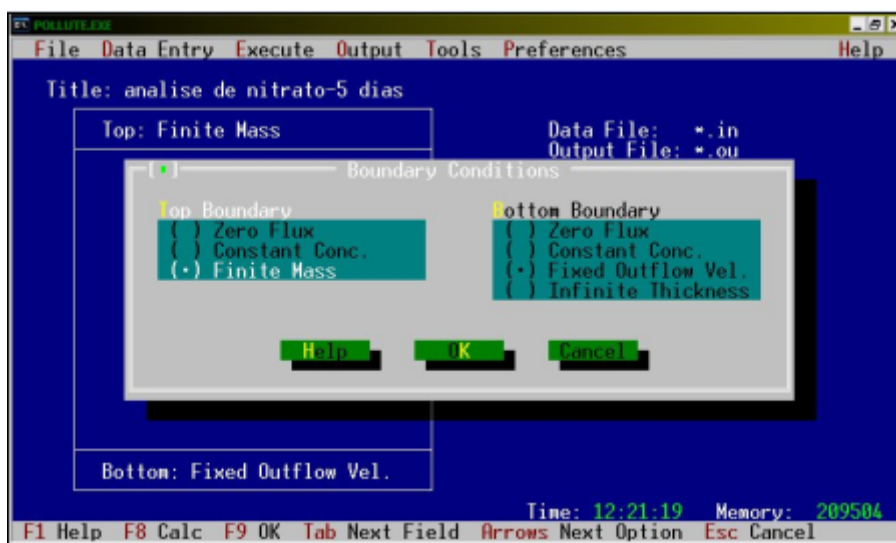 POLLUTE.EXE
File Data Entry Execute Output Tools Preferences Help
Title: analise de nitrato-5 dias
Top: Finite Mass
Data File: *.in
Output File: *.ou
Boundary Conditions
Top Boundary
( ) Zero Flux
( ) Constant Conc.
(•) Finite Mass
Bottom Boundary
( ) Zero Flux
( ) Constant Conc.
(•) Fixed Outflow Vel.
( ) Infinite Thickness
Help OK Cancel
Bottom: Fixed Outflow Vel.
Time: 12:21:19 Memory: 209504
F1 Help F8 Calc F9 OK Tab Next Field Arrows Next Option Esc Cancel